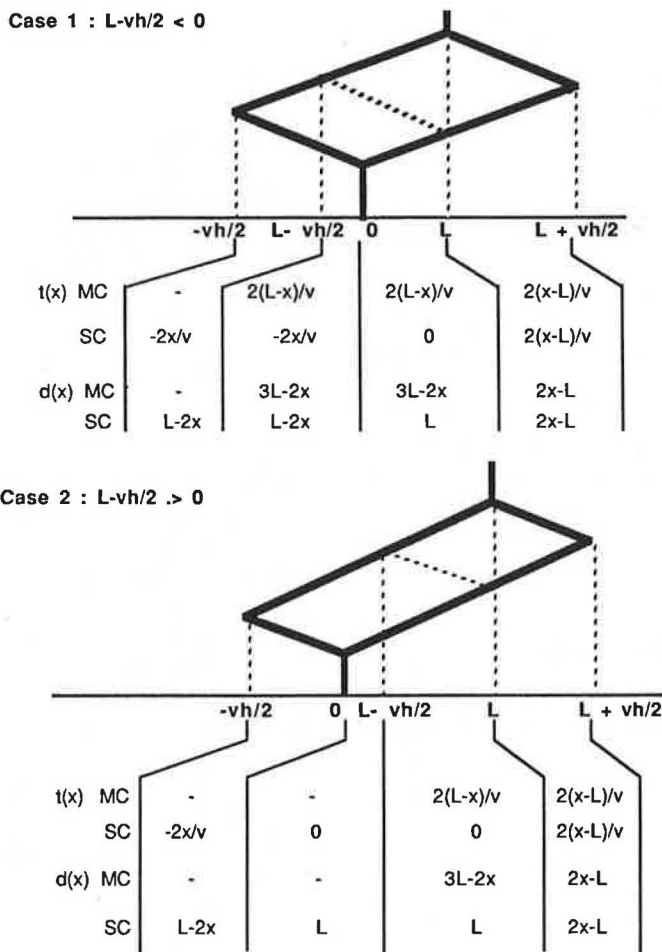 Case 1 : L-vh/2 < 0
-vh/2 L- vh/2 0 L L + vh/2
t(x) MC - 2(L-x)/v 2(L-x)/v 2(x-L)/v
SC -2x/v -2x/v 0 2(x-L)/v
d(x) MC - 3L-2x 3L-2x 2x-L
SC L-2x L-2x L 2x-L
Case 2 : L-vh/2 .> 0
-vh/2 0 L- vh/2 L L + vh/2
t(x) MC - - 2(L-x)/v 2(x-L)/v
SC -2x/v 0 0 2(x-L)/v
d(x) MC - - 3L-2x 2x-L
SC L-2x L L 2x-L